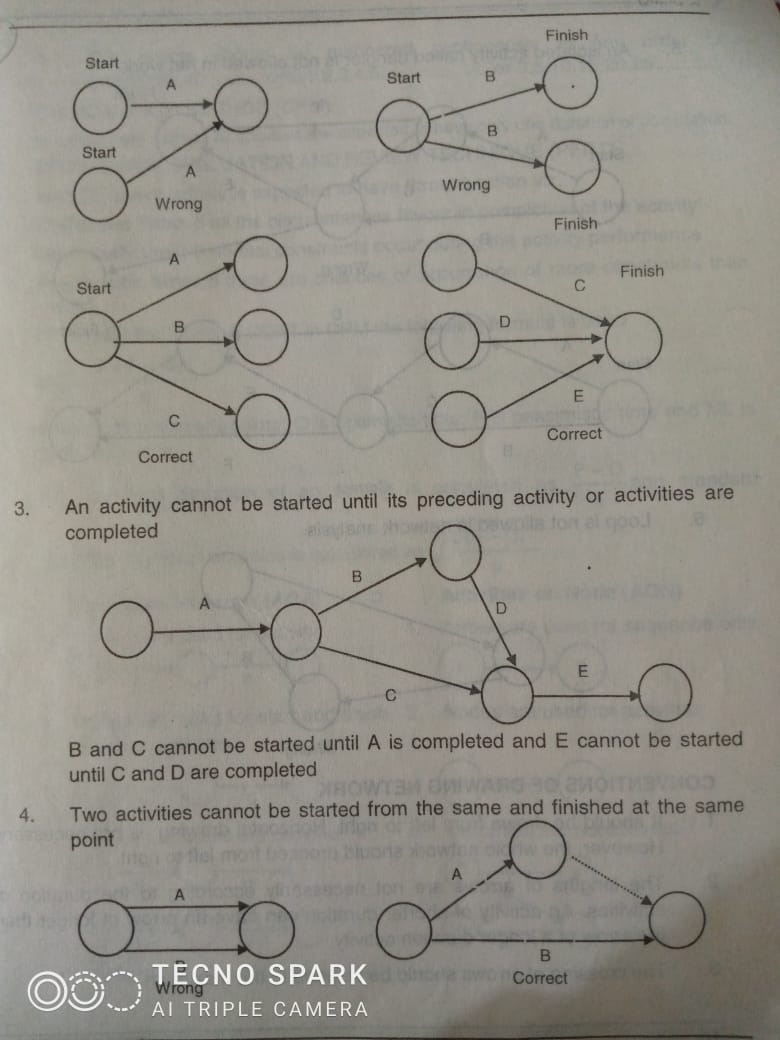 Finish
Start
A
Start
B
Start
B
A
Wrong
Wrong
Finish
A
Start
C
Finish
B
D
C
E
Correct
Correct
3. An activity cannot be started until its preceding activity or activities are
completed
B
A
D
C
E
B and C cannot be started until A is completed and E cannot be started
until C and D are completed
4. Two activities cannot be started from the same and finished at the same
point
A
A
B
Wrong
B
Correct
TECNO SPARK
AI TRIPLE CAMERA